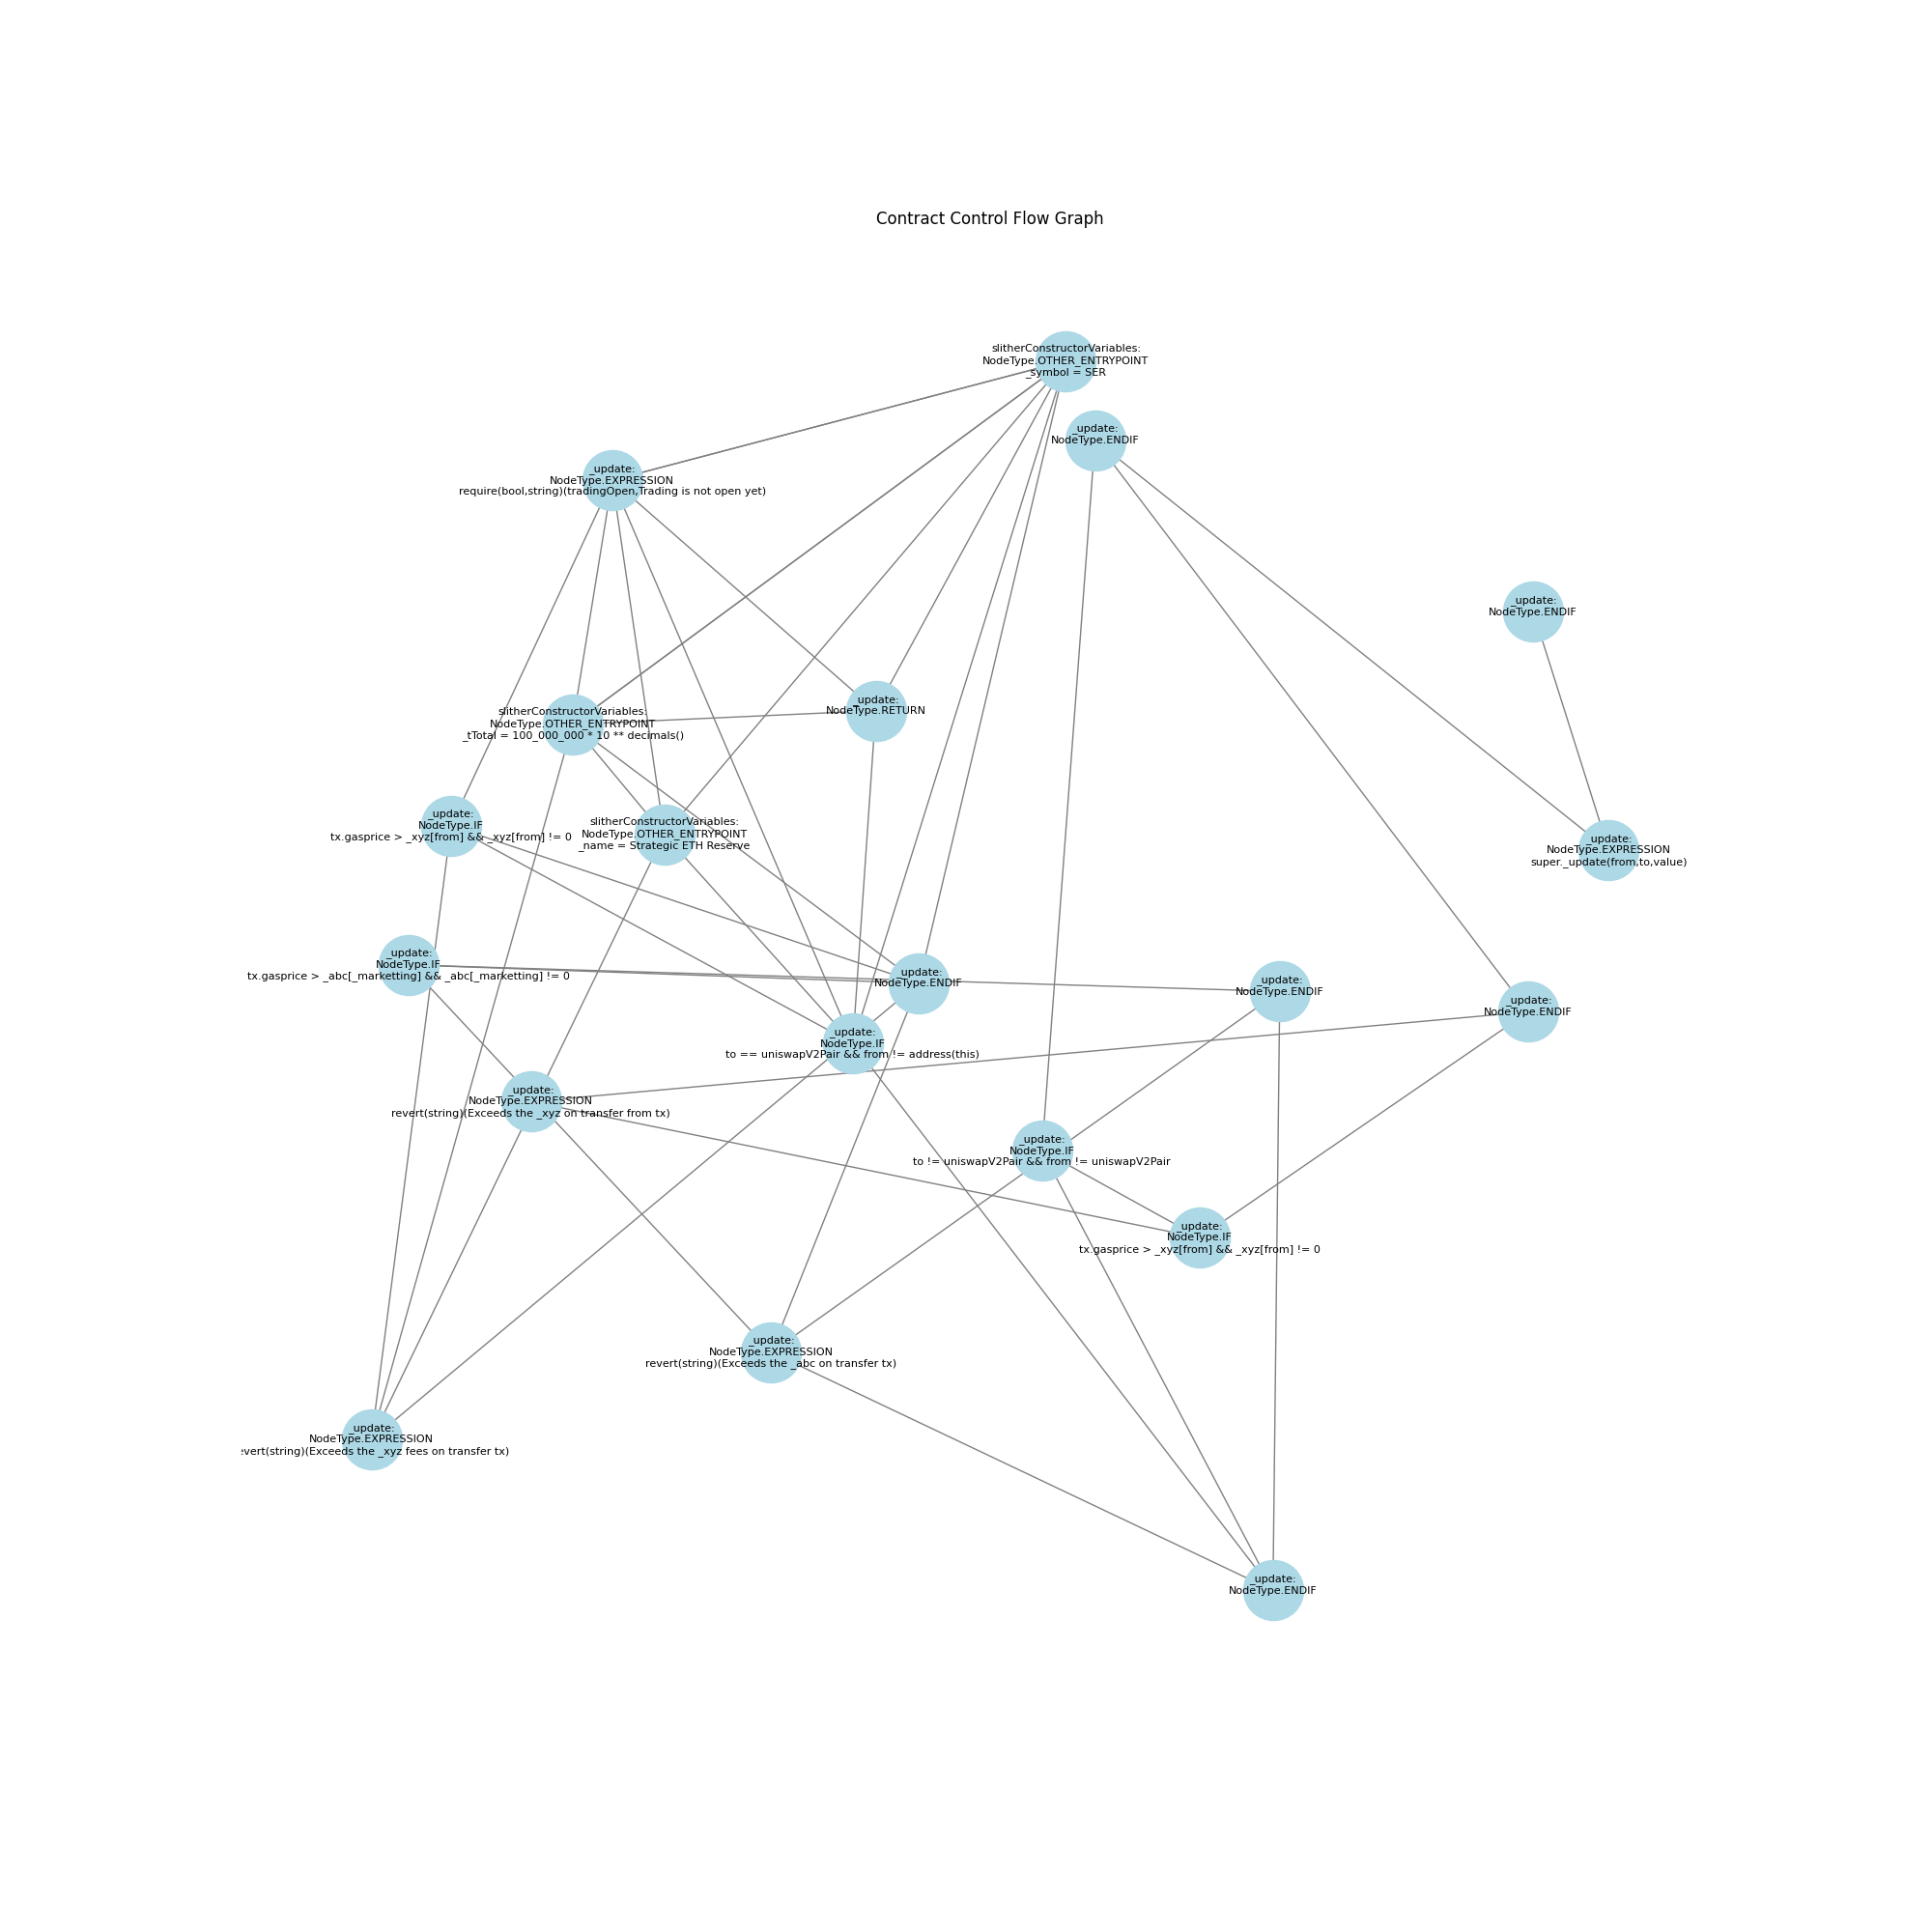 Contract Control Flow Graph
slitherConstructorVariables:
NodeType.OTHER_ENTRYPOINT
_symbol = SER
_update:
NodeType.ENDIF
_update:
NodeType.EXPRESSION
require(bool,string)(tradingOpen,Trading is not open yet)
_update:
NodeType.ENDIF
slitherConstructorVariables:
NodeType.OTHER_ENTRYPOINT
_tTotal = 100_000_000 * 10 ** decimals()
_update:
NodeType.RETURN
_update:
NodeType.IF
tx.gasprice > _xyz[from] && _xyz[from] != 0
slitherConstructorVariables:
NodeType.OTHER_ENTRYPOINT
_name = Strategic ETH Reserve
_update:
NodeType.EXPRESSION
super._update(from,to,value)
_update:
NodeType.IF
tx.gasprice > _abc[_marketting] && _abc[_marketting] != 0
_update:
NodeType.ENDIF
_update:
NodeType.ENDIF
_update:
NodeType.ENDIF
_update:
NodeType.IF
to == uniswapV2Pair && from != address(this)
_update:
NodeType.EXPRESSION
revert(string)(Exceeds the _xyz on transfer from tx)
_update:
NodeType.IF
to != uniswapV2Pair && from != uniswapV2Pair
_update:
NodeType.IF
tx.gasprice > _xyz[from] && _xyz[from] != 0
_update:
NodeType.EXPRESSION
revert(string)(Exceeds the _abc on transfer tx)
_update:
NodeType.EXPRESSION
evert(string)(Exceeds the _xyz fees on transfer tx)
_update:
NodeType.ENDIF